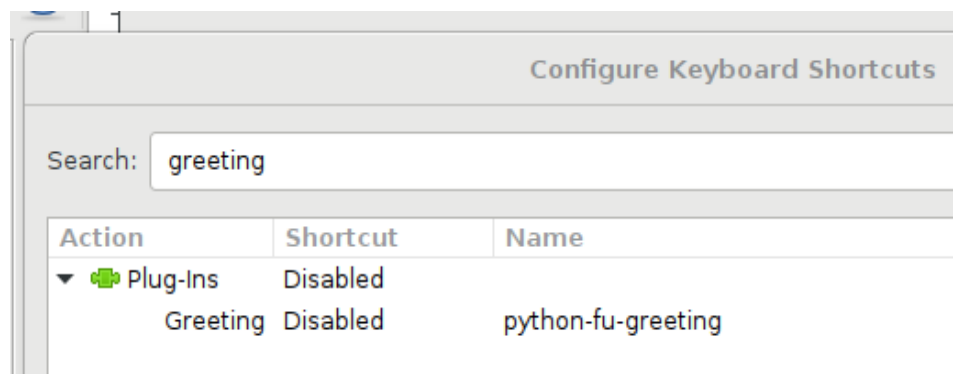 Configure Keyboard Shortcuts
Search: greeting
Action Shortcut Name
Plug-Ins Disabled
Greeting Disabled python-fu-greeting